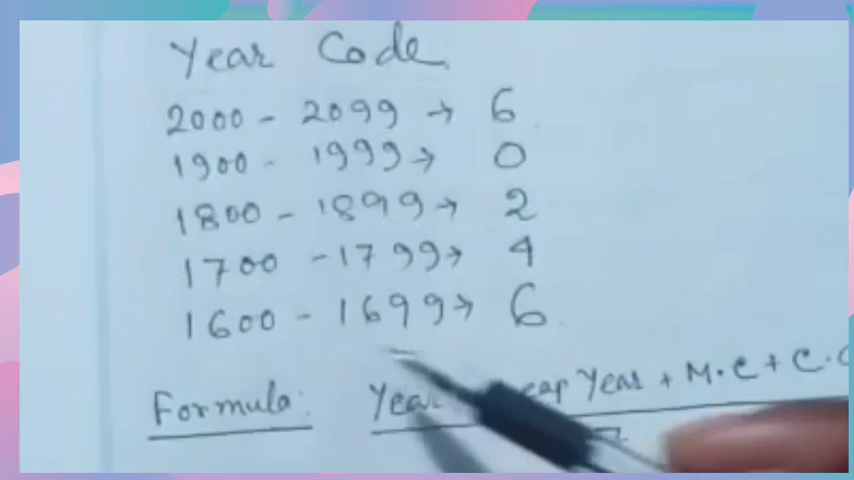 Year Code
2000 - 2099 → 6
1900 - 1999 → 0
1800 - 1899 → 2
1700 - 1799 → 4
1600 - 1699 → 6
Formula: Year Year + M.C + C.